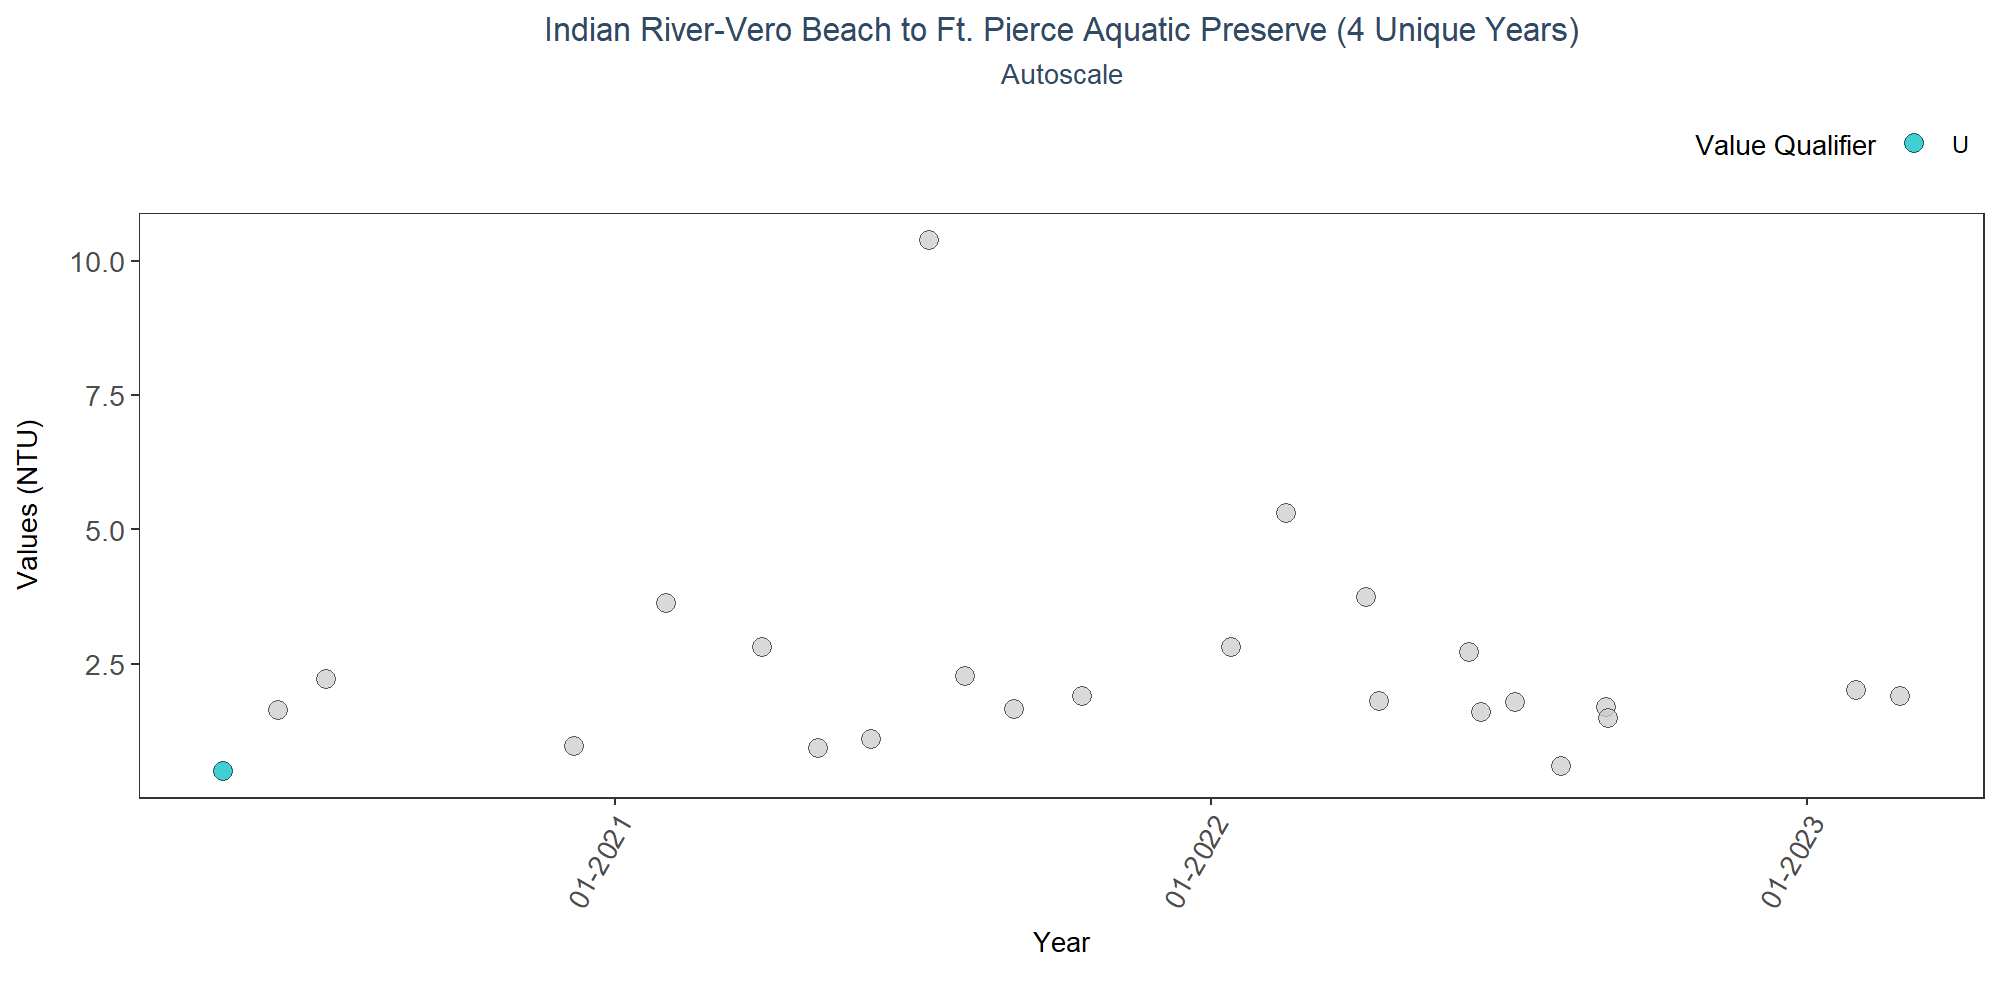 Indian River-Vero Beach to Ft. Pierce Aquatic Preserve (4 Unique Years)
Autoscale
Value Qualifier U
10.0
7.5
5.0
2.5
Values (NTU)
01-2021
01-2022
01-2023
Year